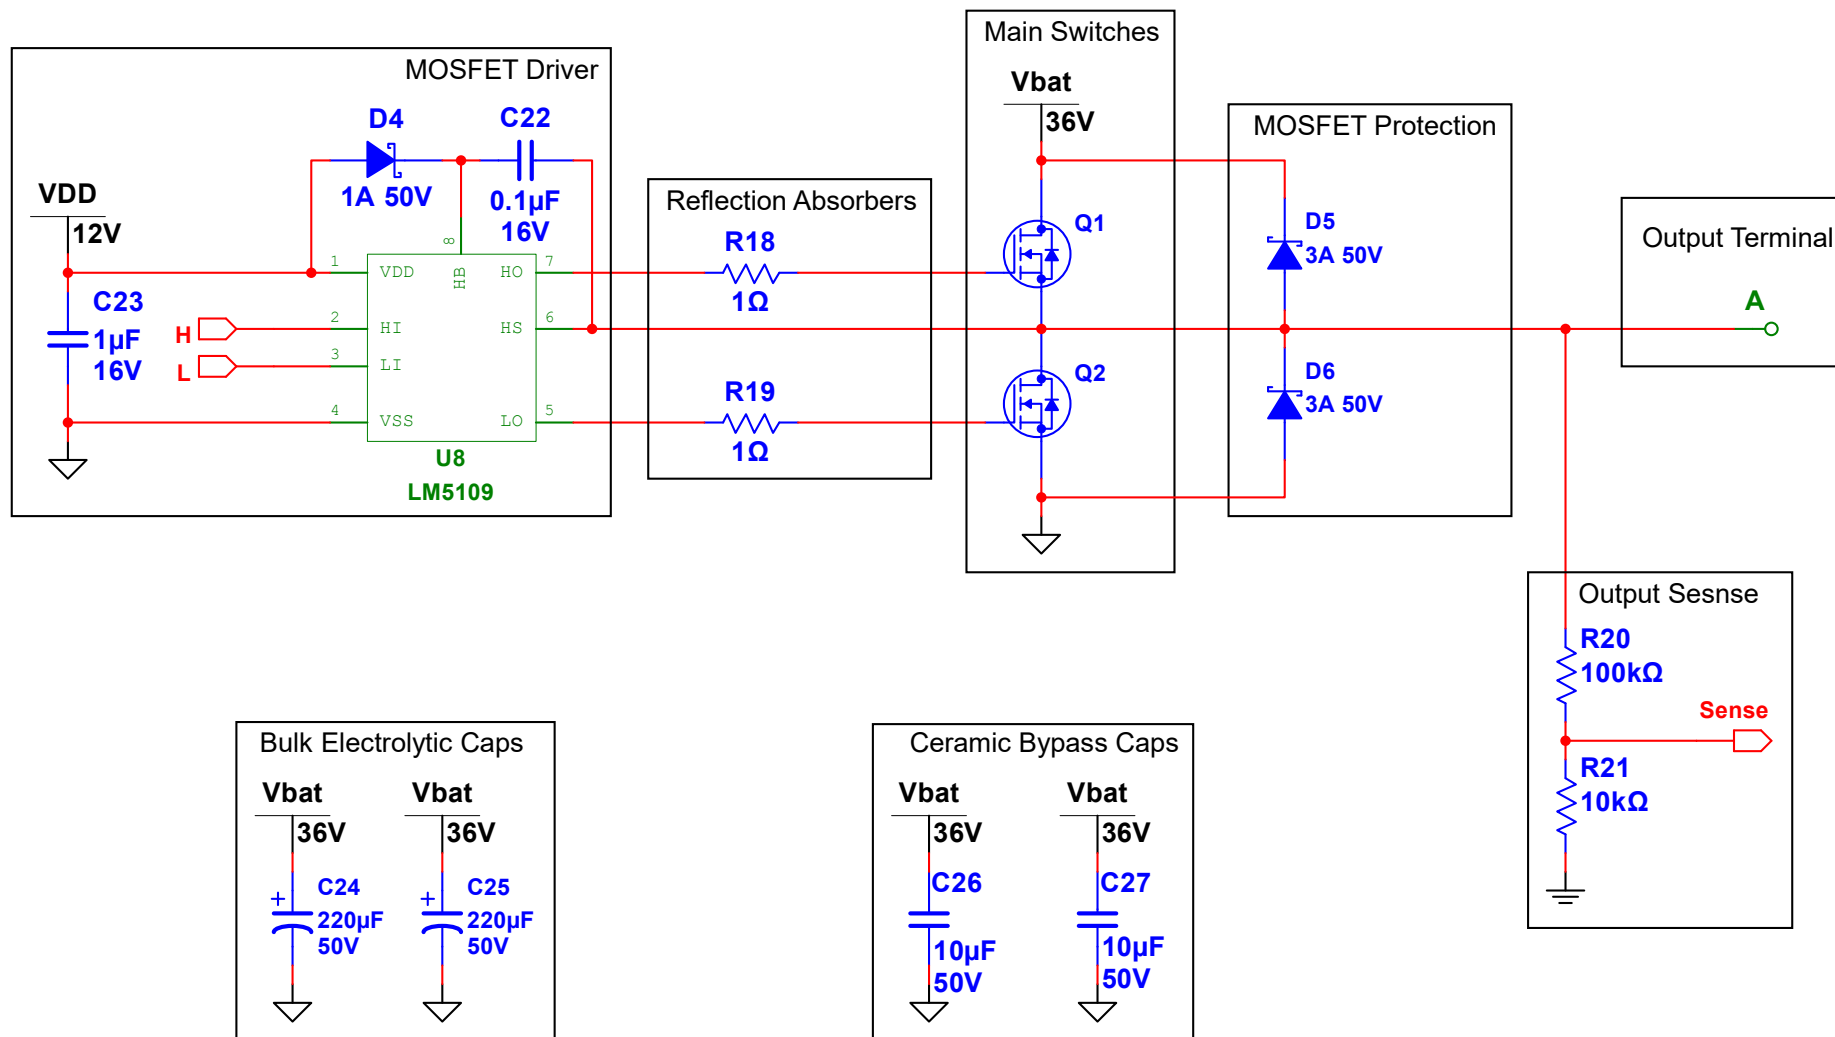 MOSFET Driver
D4
1A 50V
C22
0.1µF
16V
VDD
12V
C23
1µF
16V
H
L
1
VDD
2
HI
3
LI
4
VSS
8
HB
HO
7
HS
6
LO
5
U8
LM5109
Reflection Absorbers
R18
1Ω
R19
1Ω
Main Switches
Vbat
36V
Q1
Q2
MOSFET Protection
D5
3A 50V
D6
3A 50V
Output Terminal
A
Output Sesnse
R20
100kΩ
Sense
R21
10kΩ
Bulk Electrolytic Caps
Vbat
36V
+
C24
220µF
50V
Vbat
36V
+
C25
220µF
50V
Ceramic Bypass Caps
Vbat
36V
C26
10µF
50V
Vbat
36V
C27
10µF
50V